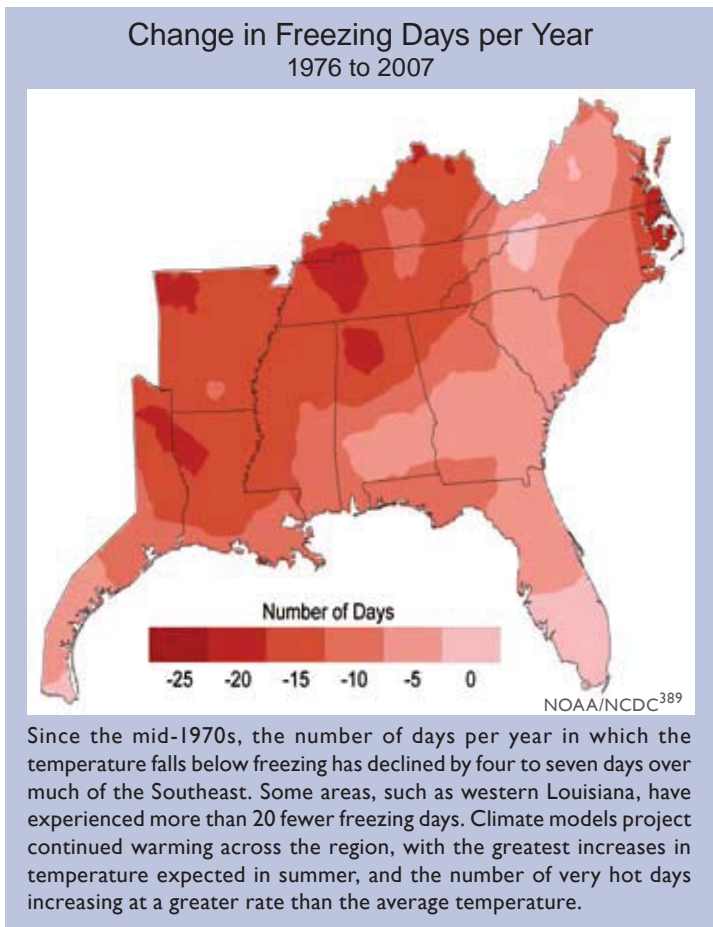 Change in Freezing Days per Year
1976 to 2007
Number of Days
-25 -20 -15 -10 -5 0
NOAA/NCDC389
Since the mid-1970s, the number of days per year in which the
temperature falls below freezing has declined by four to seven days over
much of the Southeast. Some areas, such as western Louisiana, have
experienced more than 20 fewer freezing days. Climate models project
continued warming across the region, with the greatest increases in
temperature expected in summer, and the number of very hot days
increasing at a greater rate than the average temperature.